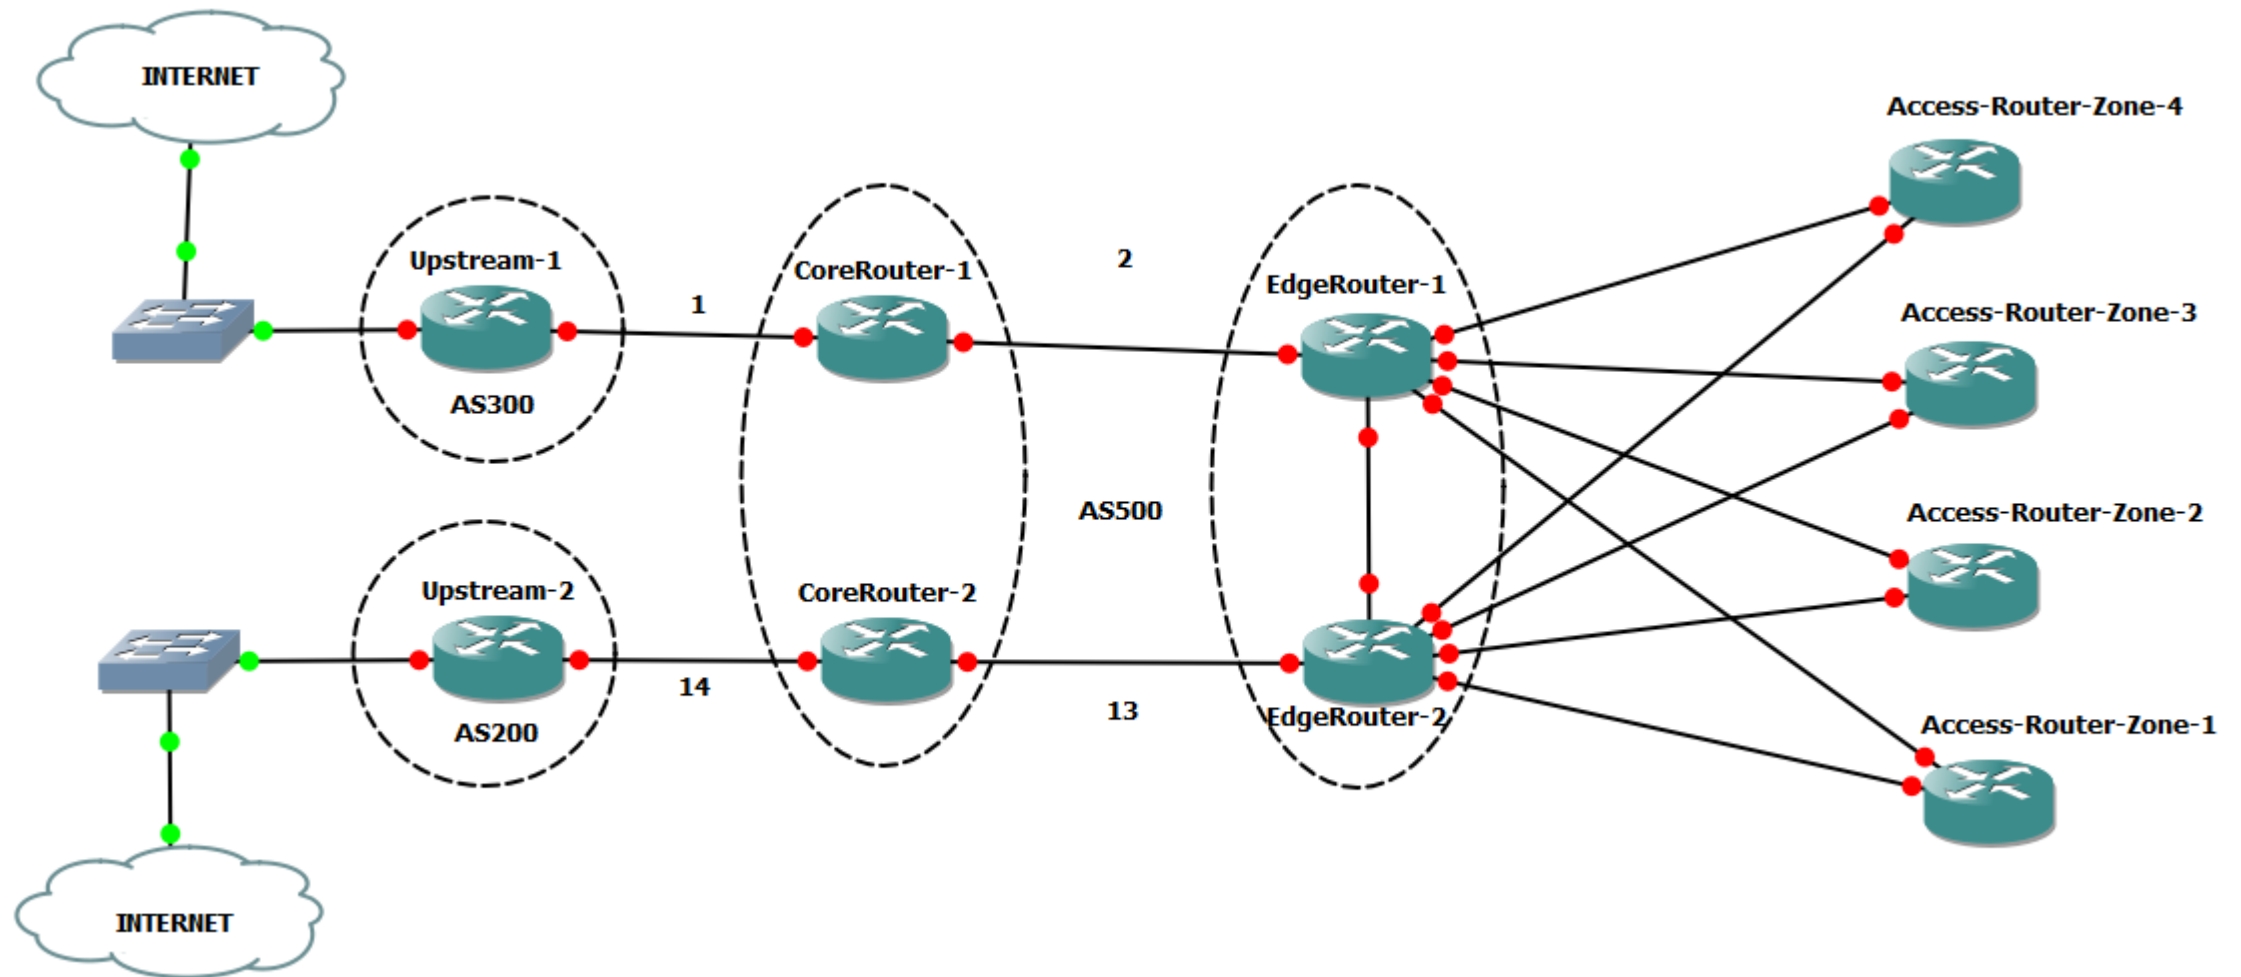 INTERNET
Access-Router-Zone-4
Upstream-1
CoreRouter-1
2
EdgeRouter-1
1
Access-Router-Zone-3
AS300
AS500
Access-Router-Zone-2
Upstream-2
CoreRouter-2
14
13
EdgeRouter-2
AS200
Access-Router-Zone-1
INTERNET